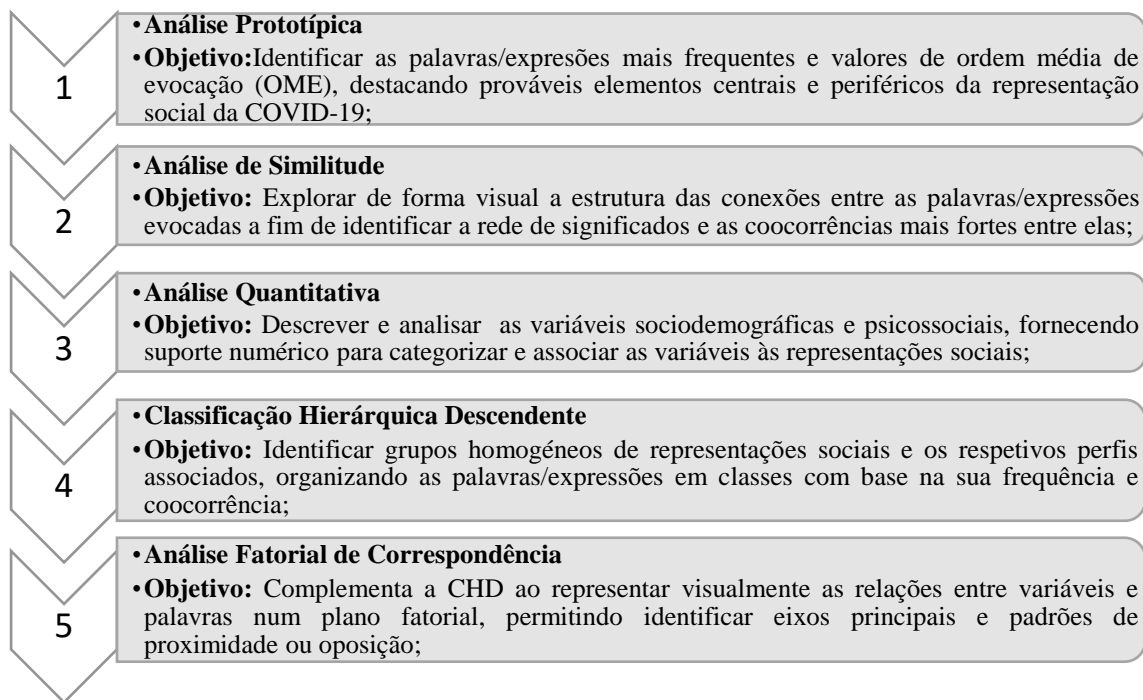 •Análise Prototípica
1
•Objetivo:Identificar as palavras/expresões mais frequentes e valores de ordem média de
evocação (OME), destacando prováveis elementos centrais e periféricos da representação
social da COVID-19;
•Análise de Similitude
2
•Objetivo: Explorar de forma visual a estrutura das conexões entre as palavras/expressões
evocadas a fim de identificar a rede de significados e as coocorrências mais fortes entre elas;
•Análise Quantitativa
3
•Objetivo: Descrever e analisar as variáveis sociodemográficas e psicossociais, fornecendo
suporte numérico para categorizar e associar as variáveis às representações sociais;
•Classificação Hierárquica Descendente
4
•Objetivo: Identificar grupos homogéneos de representações sociais e os respetivos perfis
associados, organizando as palavras/expressões em classes com base na sua frequência e
coocorrência;
•Análise Fatorial de Correspondência
5
•Objetivo: Complementa a CHD ao representar visualmente as relações entre variáveis e
palavras num plano fatorial, permitindo identificar eixos principais e padrões de
proximidade ou oposição;